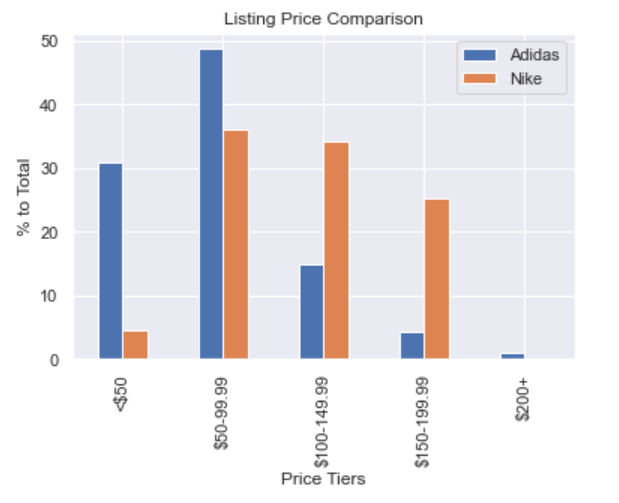 Listing Price Comparison
Adidas
Nike
% to Total
50
40
30
20
10
0
<$50
$50-99.99
$100-149.99
$150-199.99
$200+
Price Tiers